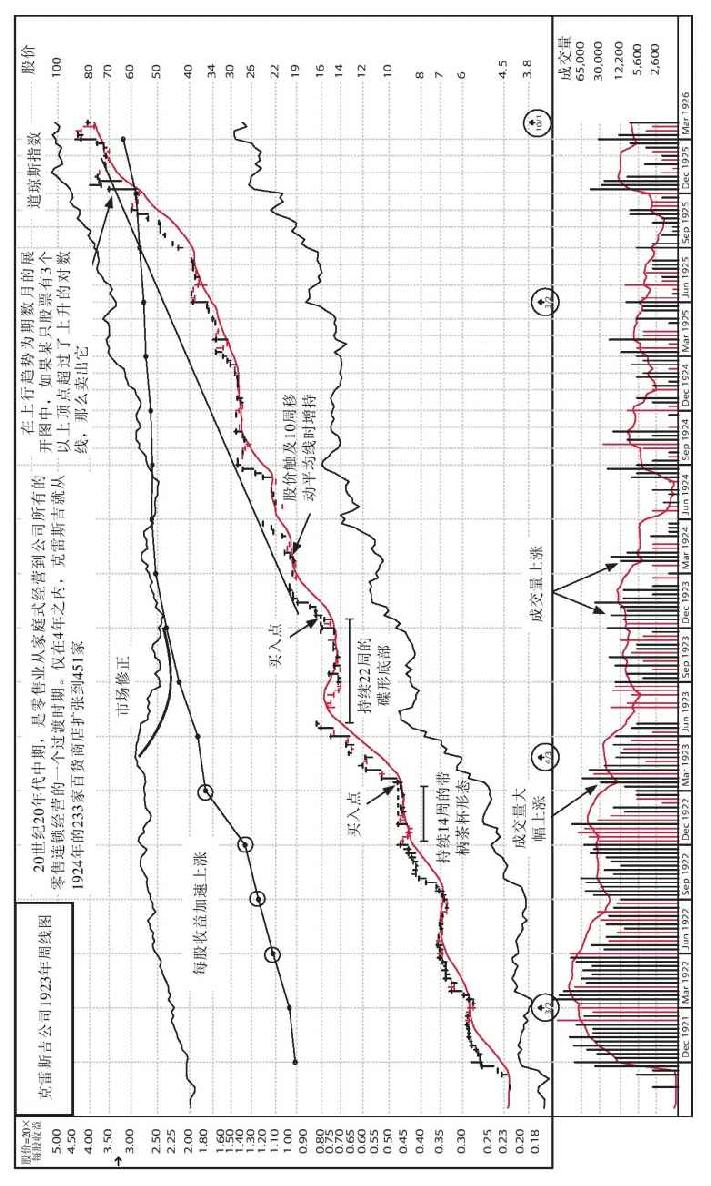 克雷斯吉公司1923年周线图
20世纪20年代中期,是零售业从家庭式经营到公司所有的
零售连锁经营的一个过渡时期。仅在4年之内,克雷斯吉就从
1924年的233家百货商店扩张到451家
在上行趋势为期数月的展
开图中,如果某只股票有3个
以上顶点超过了上升的对数
线,那么卖出它
道琼斯指数
股价
100
80
60
50
42
34
30
26
22
19
16
14
12
10
8
7
6
4.5
3.8
股价=20×
每股收益
5.00
4.50
4.00
3.50
3.00
2.50
2.25
2.00
1.80
1.60
1.50
1.40
1.30
1.20
1.10
1.00
0.90
0.80
0.75
0.70
0.65
0.60
0.55
0.50
0.45
0.40
0.35
0.30
0.25
0.23
0.20
0.18
市场修正
每股收益加速上涨
买入点
持续14周的带
柄茶杯形态
买入点
持续22周的
碟形底部
股价触及10周移
动平均线时增持
成交量大
幅上涨
成交量上涨
3/2
4/3
3/2
10/1
成交量
65,000
30,000
12,200
5,600
2,600
Dec 1921
Mar 1922
Jun 1922
Sep 1922
Dec 1922
Mar 1923
Jun 1923
Sep 1923
Dec 1923
Mar 1924
Jun 1924
Sep 1924
Dec 1924
Mar 1925
Jun 1925
Sep 1925
Dec 1925
Mar 1926